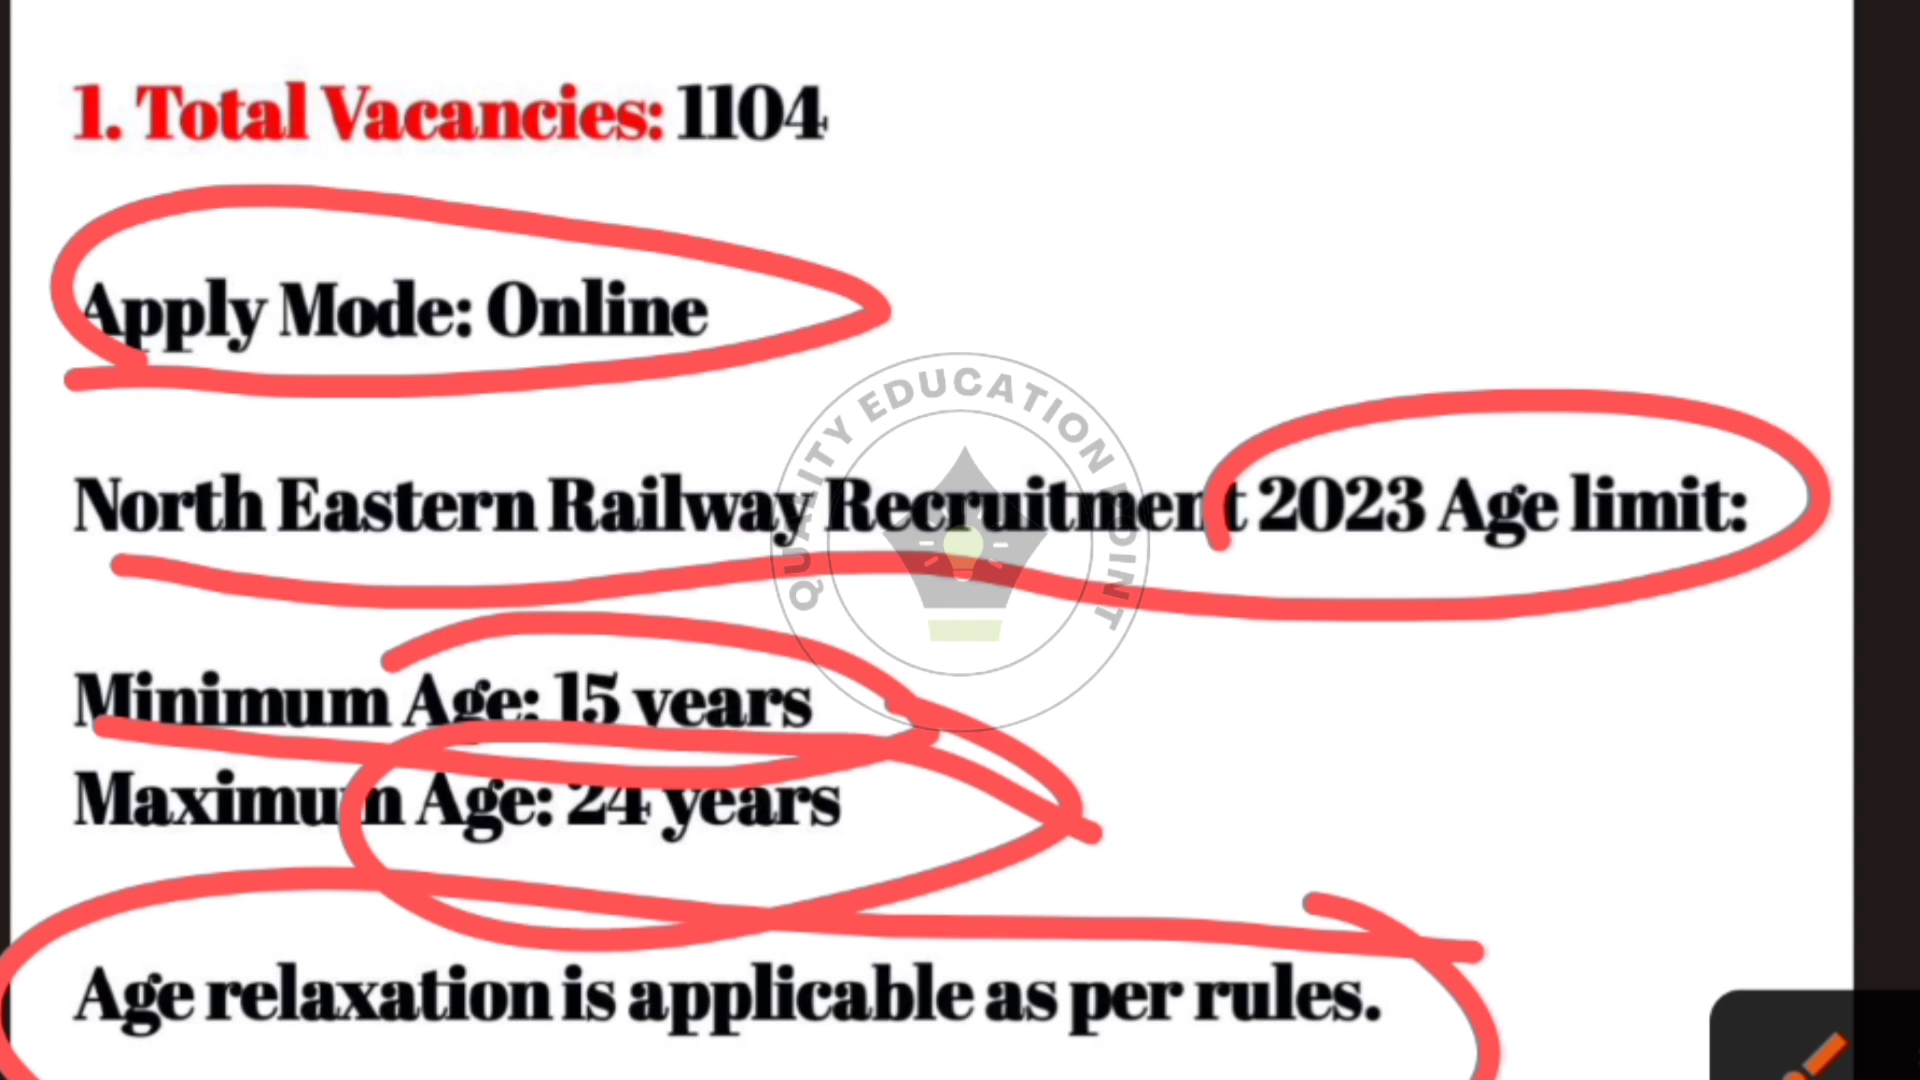 1. Total Vacancies: 1104
Apply Mode: Online
North Eastern Railway Recruitment 2023 Age limit:
QUALITY EDUCATION POINT
Minimum Age: 15 years
Maximum Age: 24 years
Age relaxation is applicable as per rules.